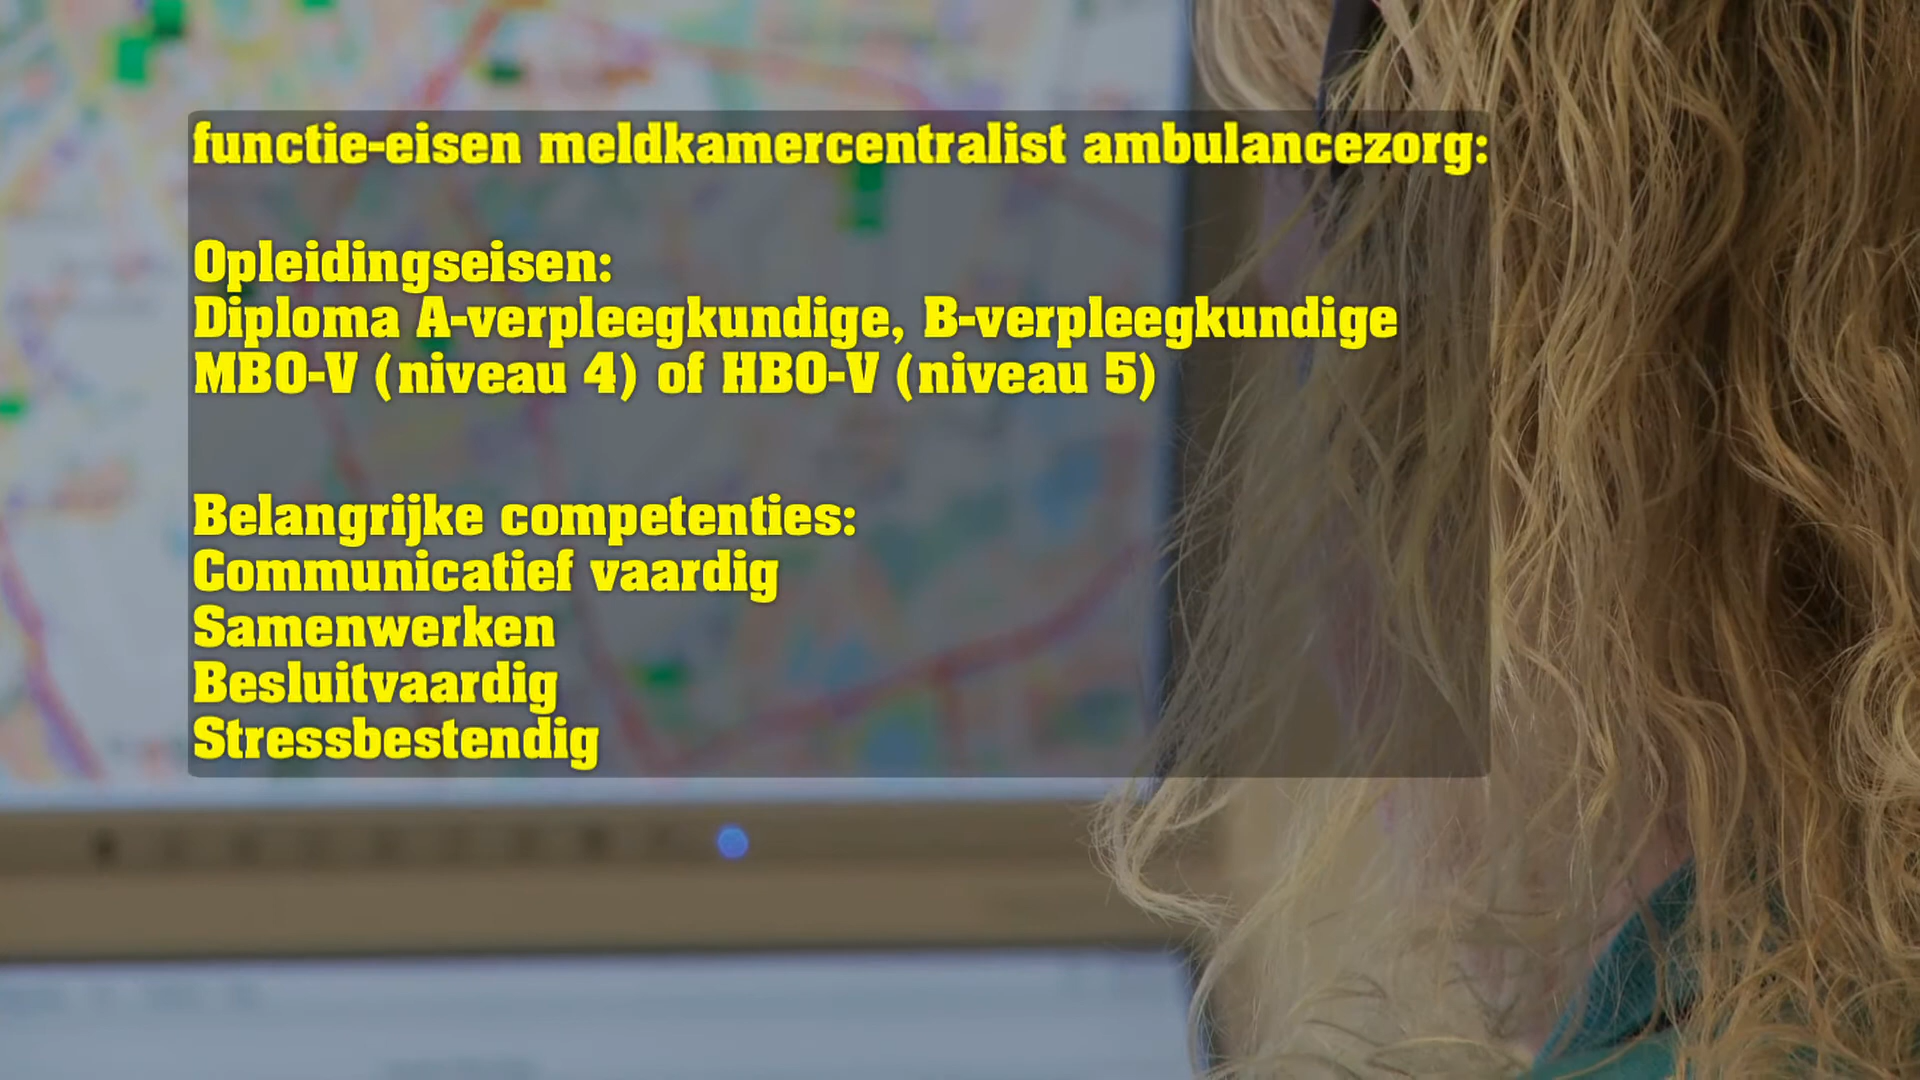 functie-eisen meldkamercentralist ambulancezorg:
Opleidingseisen:
Diploma A-verpleegkundige, B-verpleegkundige
MBO-V (niveau 4) of HBO-V (niveau 5)
Belangrijke competenties:
Communicatief vaardig
Samenwerken
Besluitvaardig
Stressbestendig